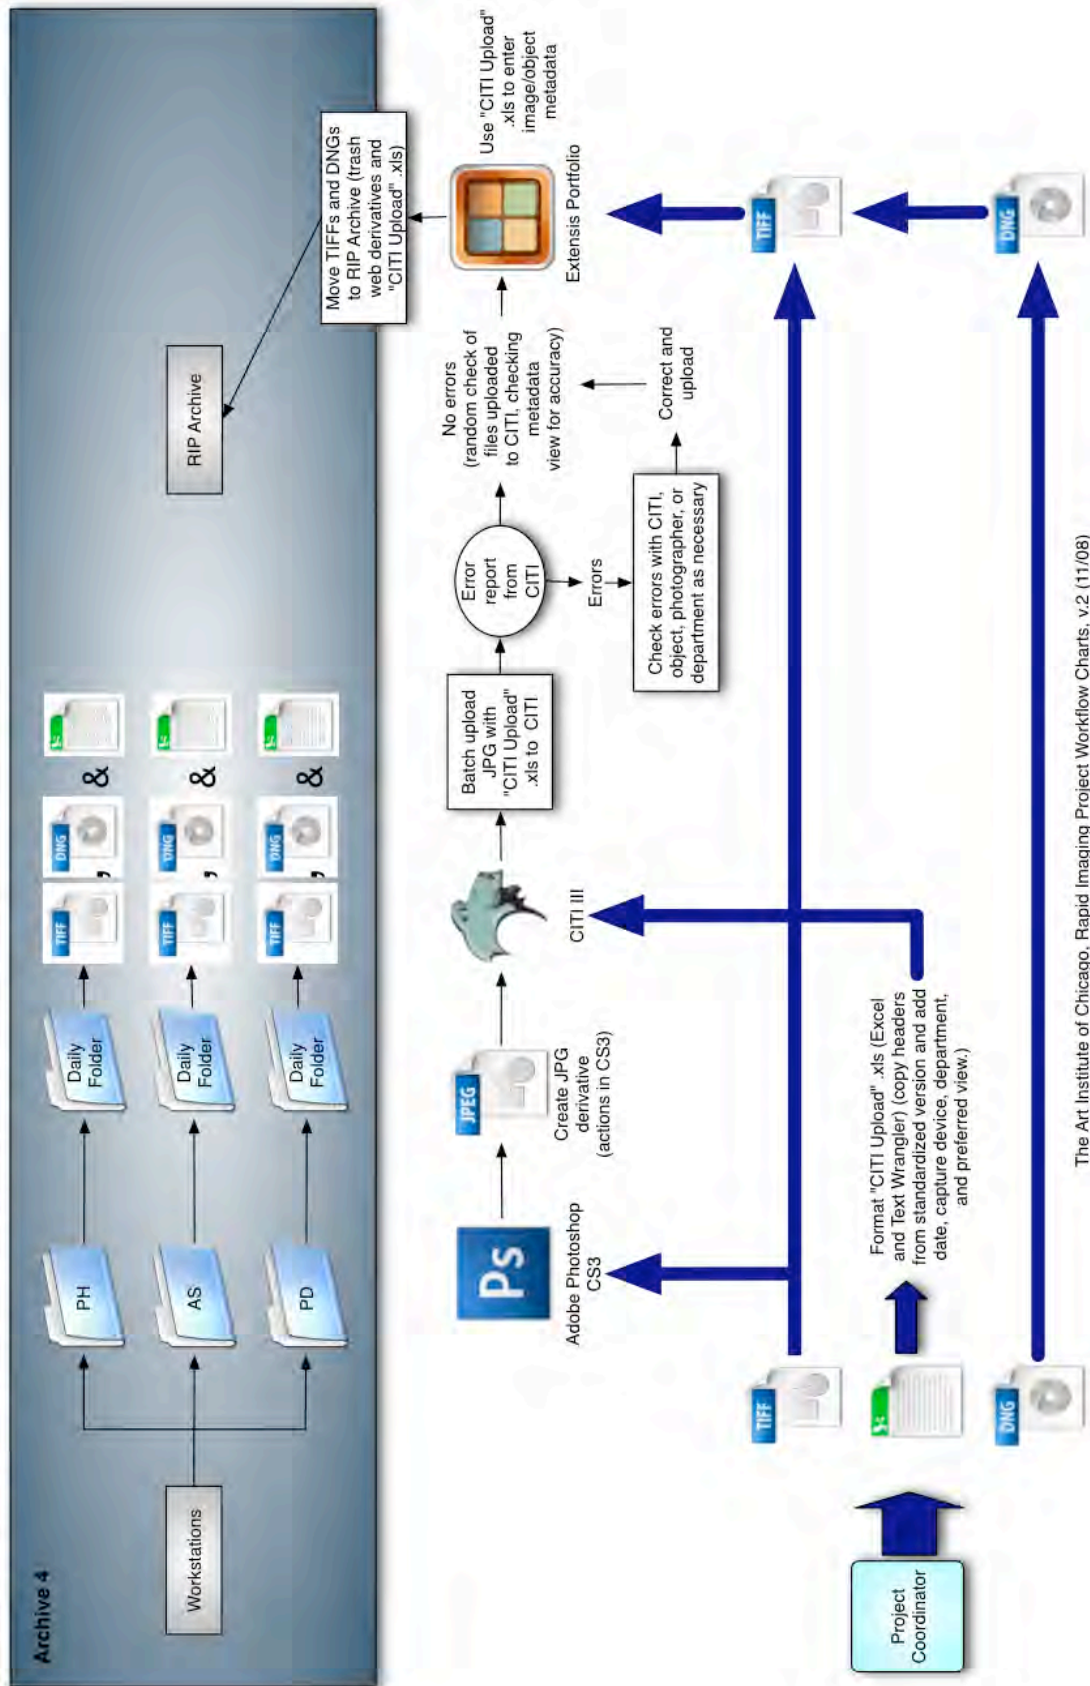 Archive 4
Workstations
PH
AS
PD
Daily
Folder
Daily
Folder
Daily
Folder
TIFF
,
DNG
&
TIFF
,
DNG
&
TIFF
,
DNG
&
RIP Archive
Move TIFFs and DNGs
to RIP Archive (trash
web derivatives and
"CITI Upload" .xls)
Ps
Adobe Photoshop
CS3
JPEG
Create JPG
derivative
(actions in CS3)
CITI III
Batch upload
JPG with
"CITI Upload"
.xls to CITI
Error
report
from
CITI
No errors
(random check of
files uploaded
to CITI, checking
metadata
view for accuracy)
Extensis Portfolio
Use "CITI Upload"
.xls to enter
image/object
metadata
Errors
Check errors with CITI,
object, photographer, or
department as necessary
Correct and
upload
Project
Coordinator
TIFF
TIFF
Format "CITI Upload" .xls (Excel
and Text Wrangler) (copy headers
from standardized version and add
date, capture device, department,
and preferred view.)
DNG
DNG
The Art Institute of Chicago, Rapid Imaging Project Workflow Charts, v.2 (11/08)